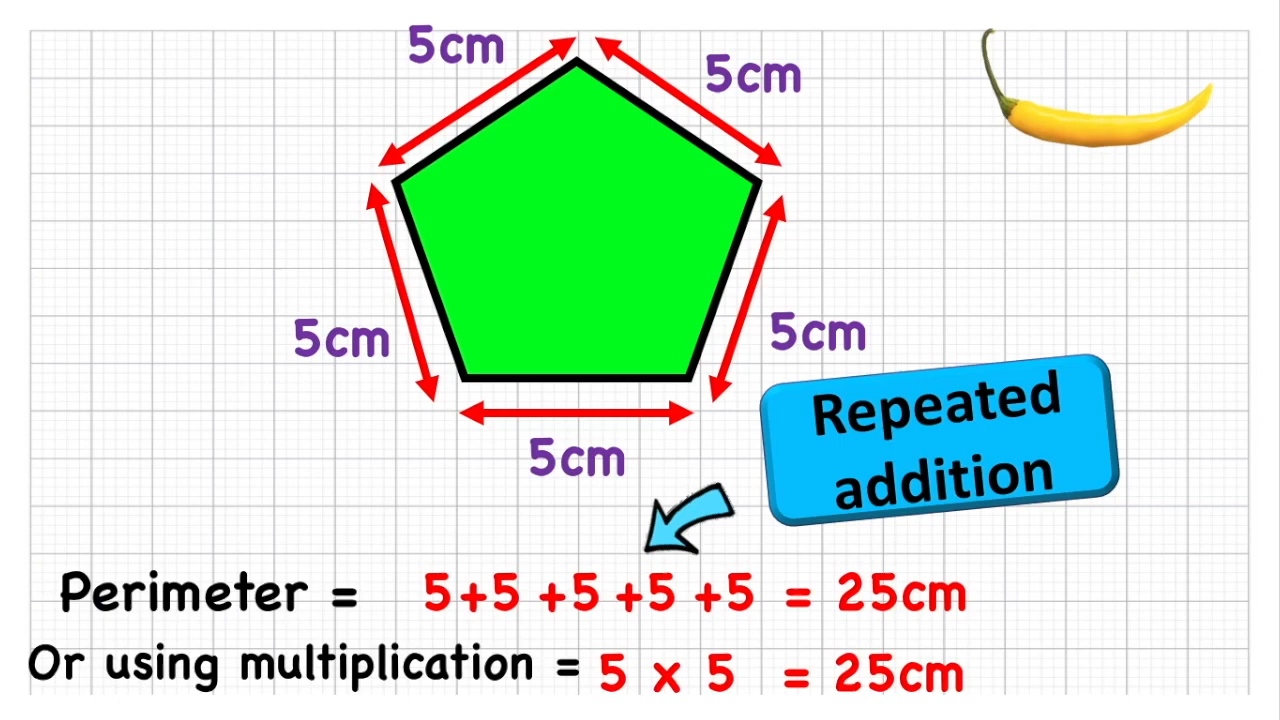 5cm
5cm
5cm
5cm
5cm
Repeated
addition
Perimeter = 5+5 +5 +5 +5 = 25cm
Or using multiplication = 5 x 5 = 25cm